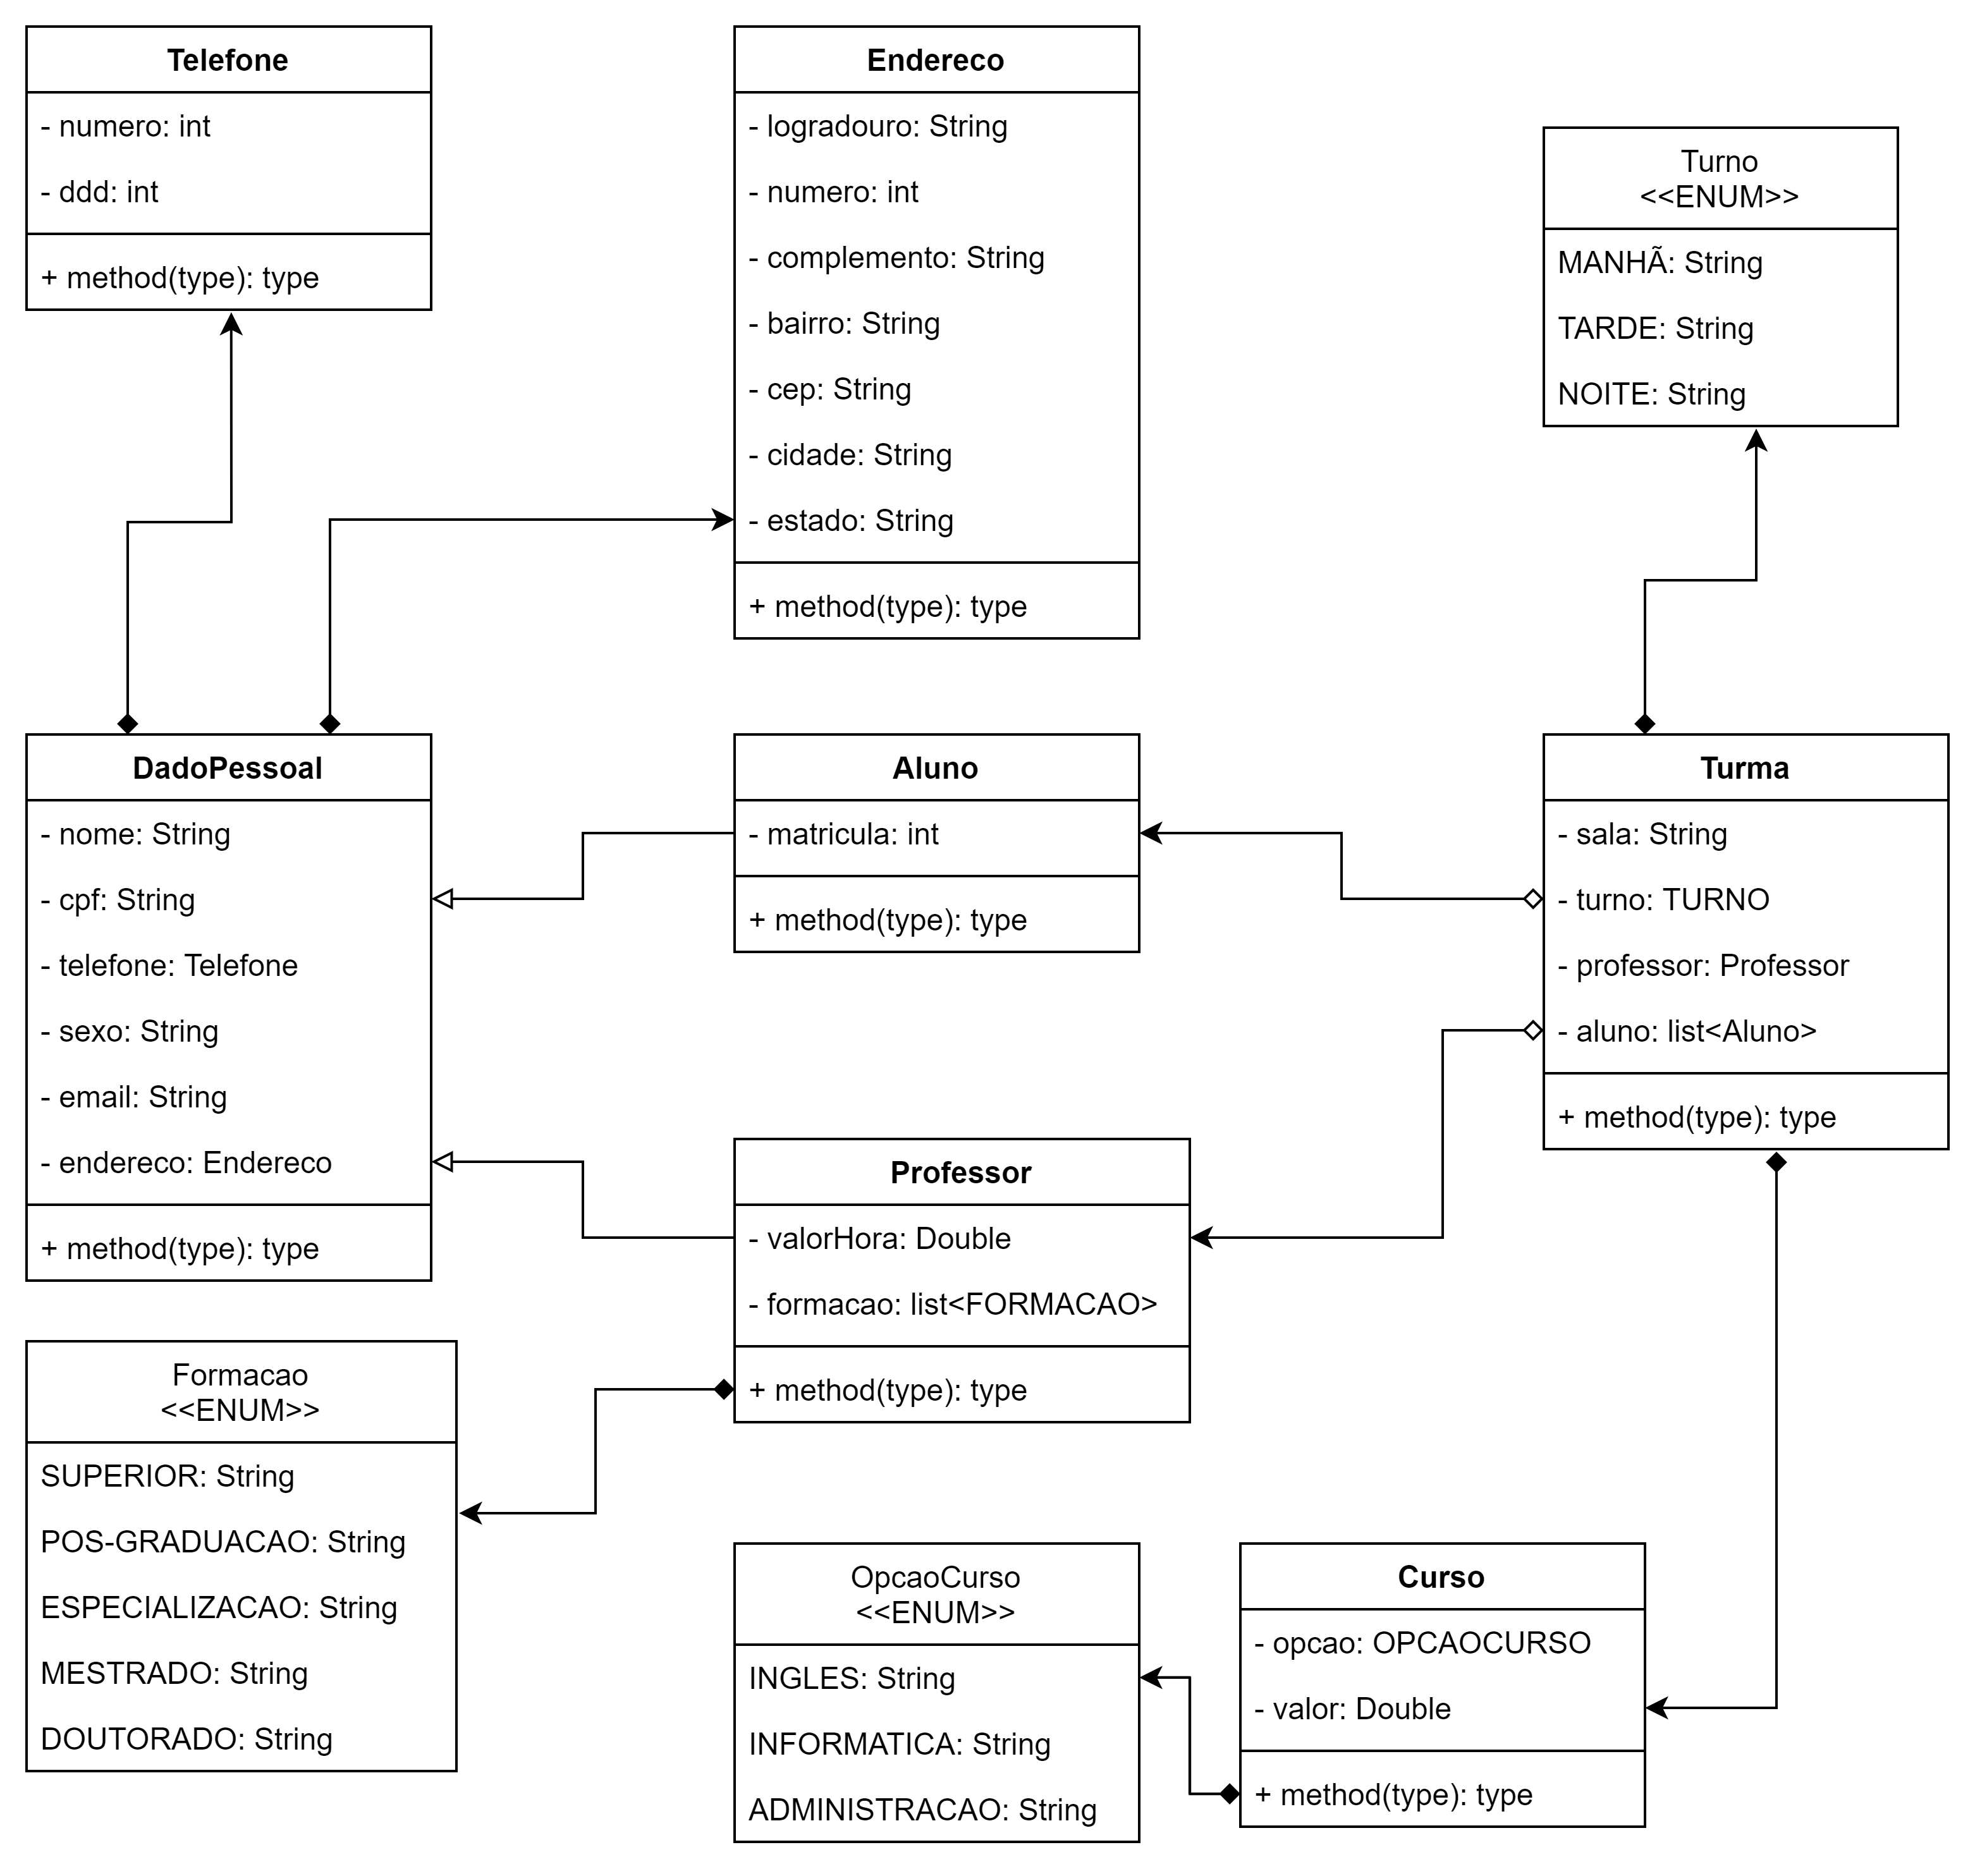 Telefone
- numero: int
- ddd: int
+ method(type): type
Endereco
- logradouro: String
- numero: int
- complemento: String
- bairro: String
- cep: String
- cidade: String
- estado: String
+ method(type): type
Turno
<<ENUM>>
MANHÃ: String
TARDE: String
NOITE: String
DadoPessoal
- nome: String
- cpf: String
- telefone: Telefone
- sexo: String
- email: String
- endereco: Endereco
+ method(type): type
Aluno
- matricula: int
+ method(type): type
Turma
- sala: String
- turno: TURNO
- professor: Professor
- aluno: list<Aluno>
+ method(type): type
Professor
- valorHora: Double
- formacao: list<FORMACAO>
+ method(type): type
Formacao
<<ENUM>>
SUPERIOR: String
POS-GRADUACAO: String
ESPECIALIZACAO: String
MESTRADO: String
DOUTORADO: String
OpcaoCurso
<<ENUM>>
INGLES: String
INFORMATICA: String
ADMINISTRACAO: String
Curso
- opcao: OPCAOCURSO
- valor: Double
+ method(type): type